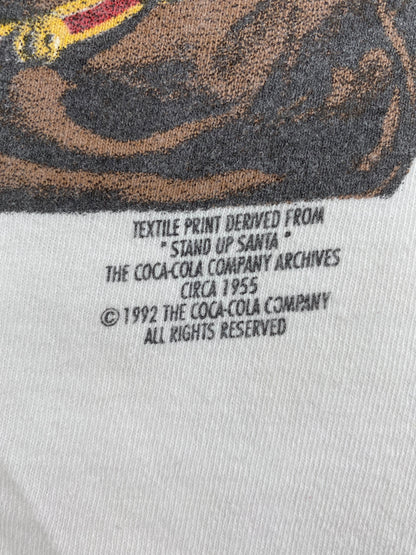 TEXTILE PRINT DERIVED FROM
" STAND UP SANTA "
THE COCA-COLA COMPANY ARCHIVES
CIRCA 1955
© 1992 THE COCA-COLA COMPANY
ALL RIGHTS RESERVED